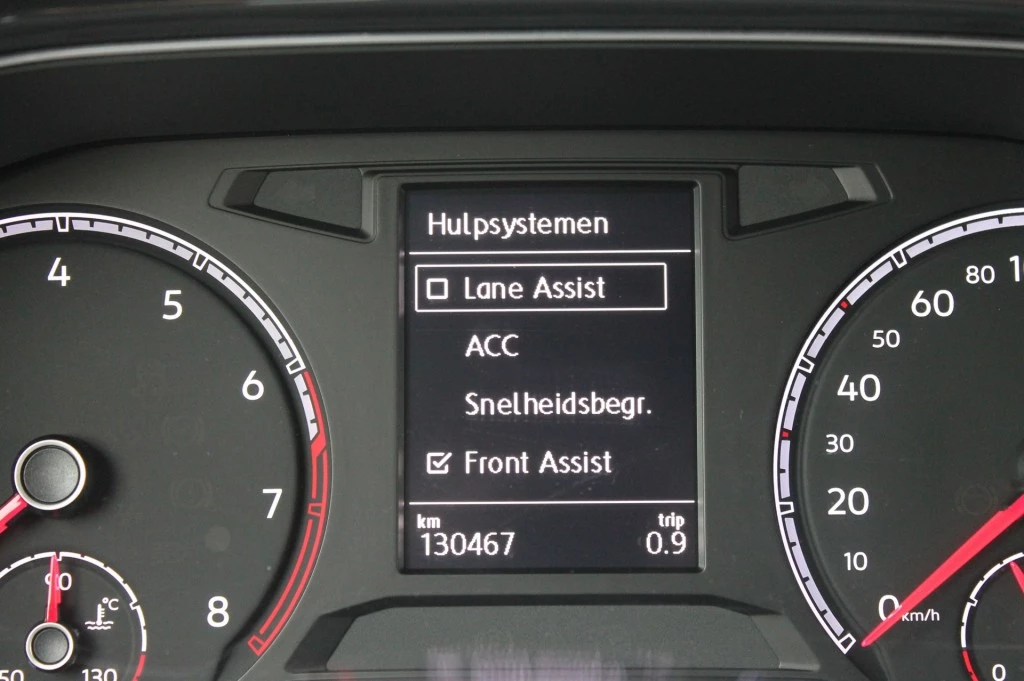 Hulpsystemen
Lane Assist
ACC
Snelheidsbegr.
Front Assist
km trip
130467 0.9
4
5
6
7
8
90
°C
130
80
60
50
40
30
20
10
0 km/h
0